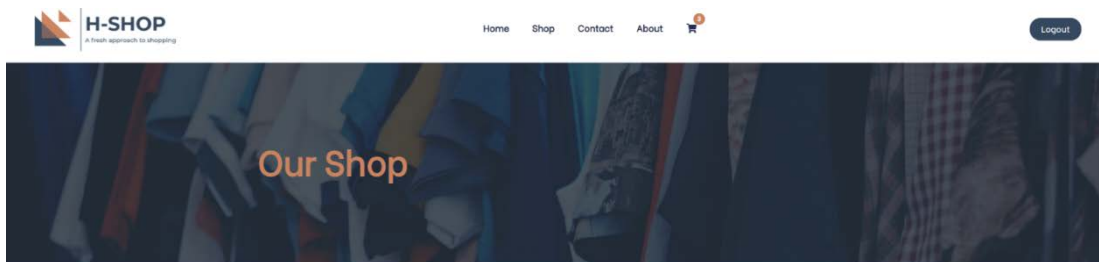 H-SHOP
A fresh approach to shopping
Home Shop Contact About
Logout
Our Shop